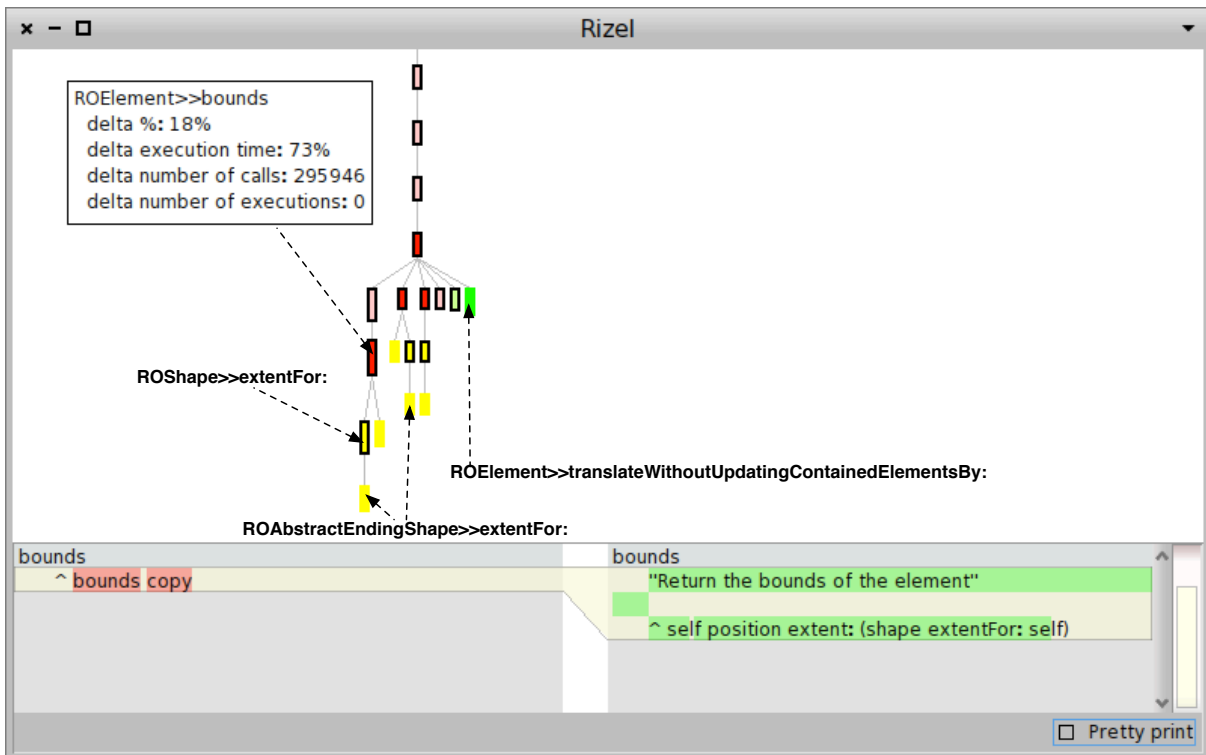 Rizel
ROElement>>bounds
delta %: 18%
delta execution time: 73%
delta number of calls: 295946
delta number of executions: 0
ROShape>>extentFor:
ROElement>>translateWithoutUpdatingContainedElementsBy:
ROAbstractEndingShape>>extentFor:
bounds
^ bounds copy
bounds
"Return the bounds of the element"
^ self position extent: (shape extentFor: self)
Pretty print